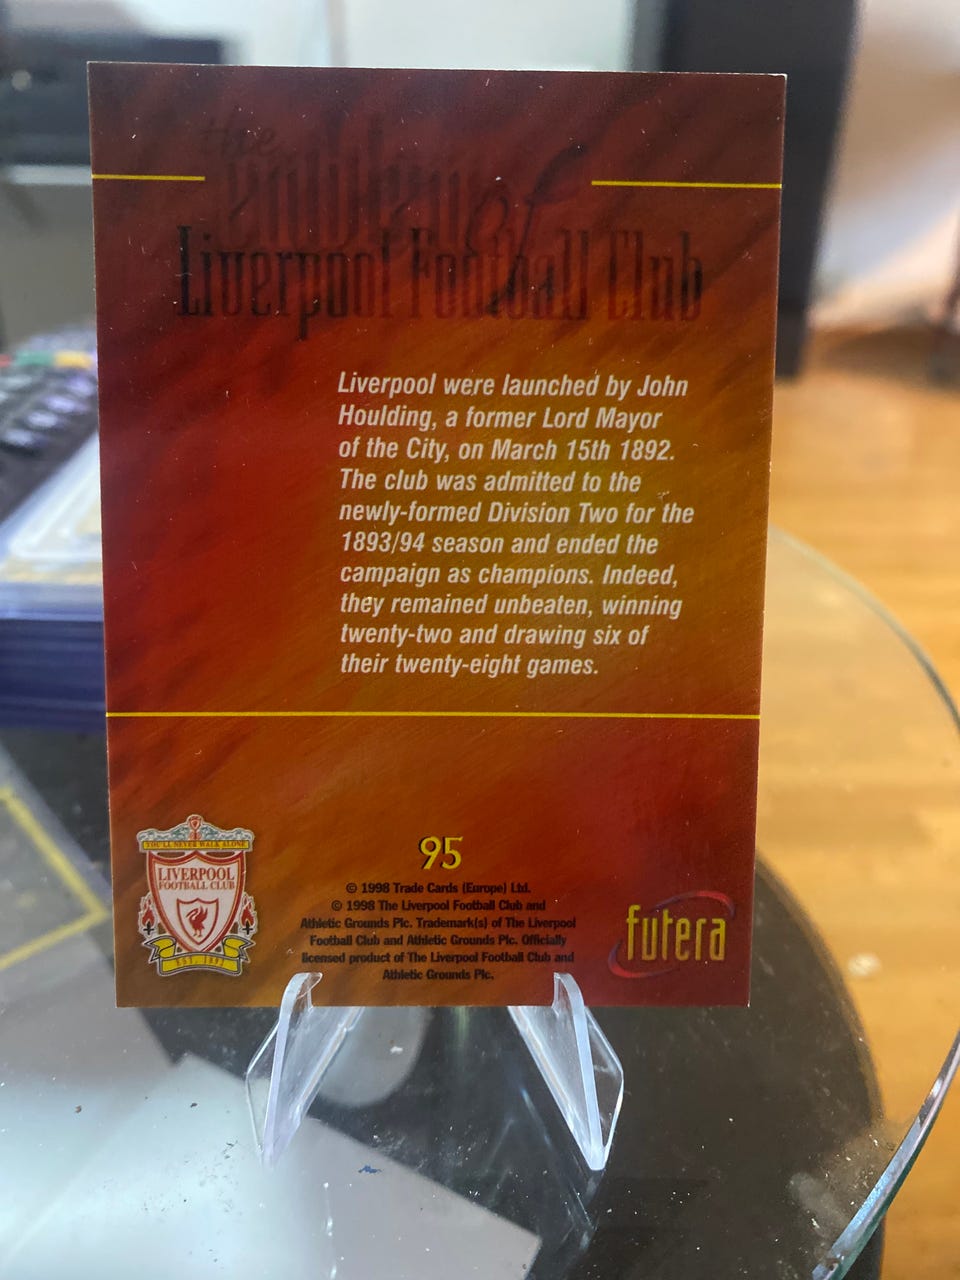 the
emblem of
Liverpool Football Club
Liverpool were launched by John
Houlding, a former Lord Mayor
of the City, on March 15th 1892.
The club was admitted to the
newly-formed Division Two for the
1893/94 season and ended the
campaign as champions. Indeed,
they remained unbeaten, winning
twenty-two and drawing six of
their twenty-eight games.
95
© 1998 Trade Cards (Europe) Ltd.
© 1998 The Liverpool Football Club and
Athletic Grounds Plc. Trademark(s) of The Liverpool
Football Club and Athletic Grounds Plc. Officially
licensed product of The Liverpool Football Club and
Athletic Grounds Plc.
YOU'LL NEVER WALK ALONE
LIVERPOOL
FOOTBALL CLUB
EST. 1892
futera